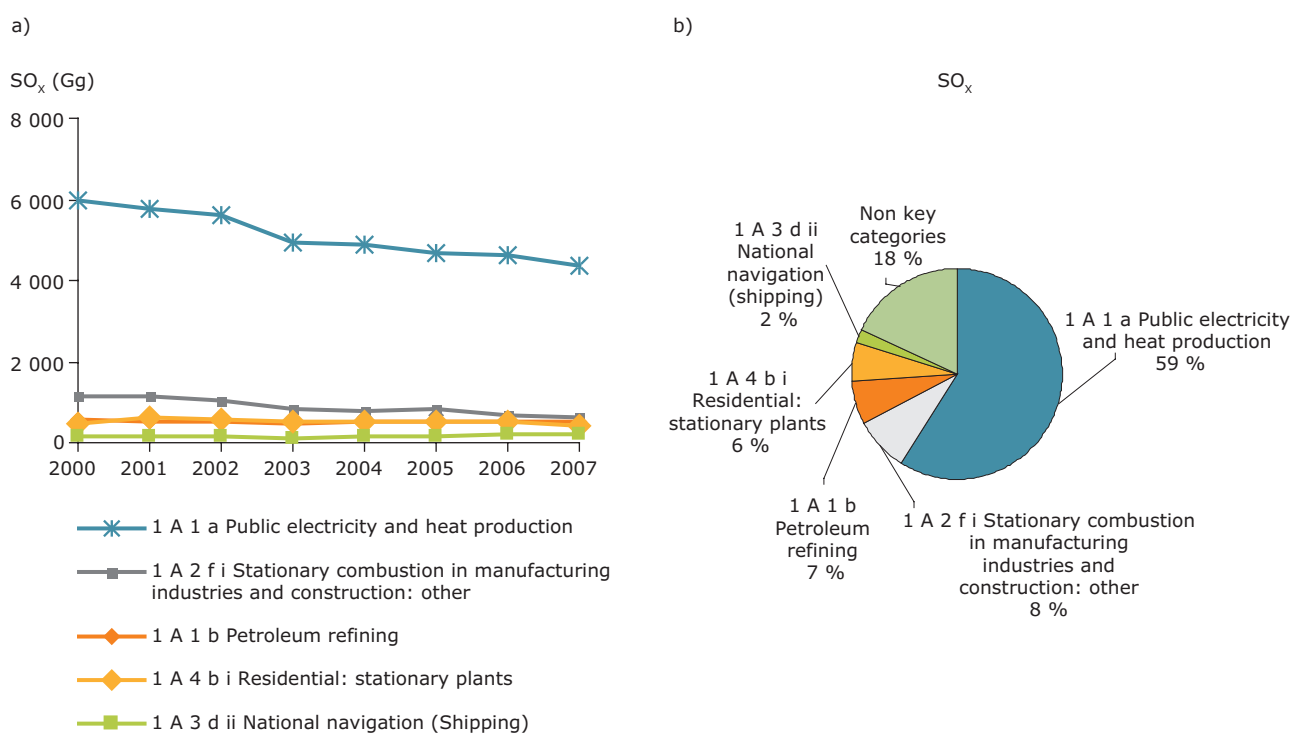 a)
SOx (Gg)
8 000
6 000
4 000
2 000
0
2000 2001 2002 2003 2004 2005 2006 2007
1 A 1 a Public electricity and heat production
1 A 2 f i Stationary combustion in manufacturing
industries and construction: other
1 A 1 b Petroleum refining
1 A 4 b i Residential: stationary plants
1 A 3 d ii National navigation (Shipping)
b)
SOx
Non key
categories
18 %
1 A 3 d ii
National
navigation
(shipping)
2 %
1 A 1 a Public electricity
and heat production
59 %
1 A 4 b i
Residential:
stationary plants
6 %
1 A 1 b
Petroleum
refining
7 %
1 A 2 f i Stationary combustion
in manufacturing
industries and
construction: other
8 %